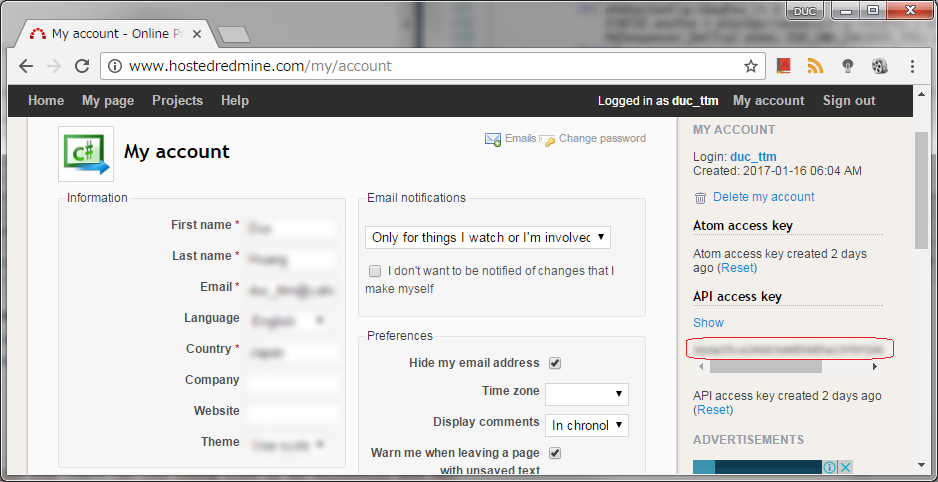 DUC
My account - Online Pr
www.hostedredmine.com/my/account
Home My page Projects Help Logged in as duc_ttm My account Sign out
C#
My account
Emails Change password
Information
First name *
Last name *
Email *
Language
Country *
Company
Website
Theme
Email notifications
Only for things I watch or I'm involved
I don't want to be notified of changes that I
make myself
Preferences
Hide my email address
Time zone
Display comments In chronol
Warn me when leaving a page
with unsaved text
MY ACCOUNT
Login: duc_ttm
Created: 2017-01-16 06:04 AM
Delete my account
Atom access key
Atom access key created 2 days
ago (Reset)
API access key
Show
API access key created 2 days ago
(Reset)
ADVERTISEMENTS